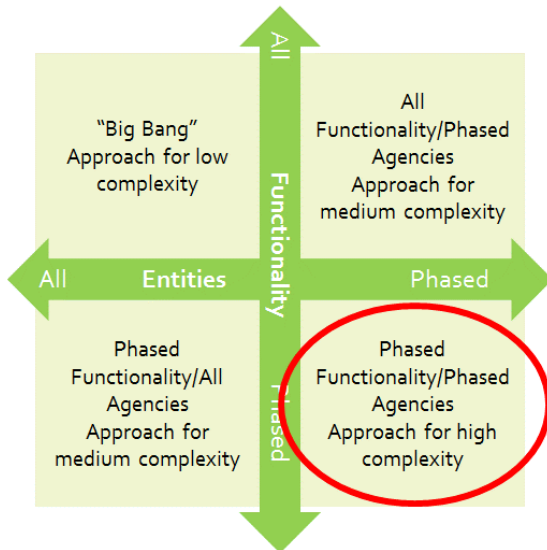 All
"Big Bang"
Approach for low
complexity
All
Functionality/Phased
Agencies
Approach for
medium complexity
Functionality
All
Entities
Phased
Phased
Functionality/All
Agencies
Approach for
medium complexity
Phased
Phased
Functionality/Phased
Agencies
Approach for high
complexity